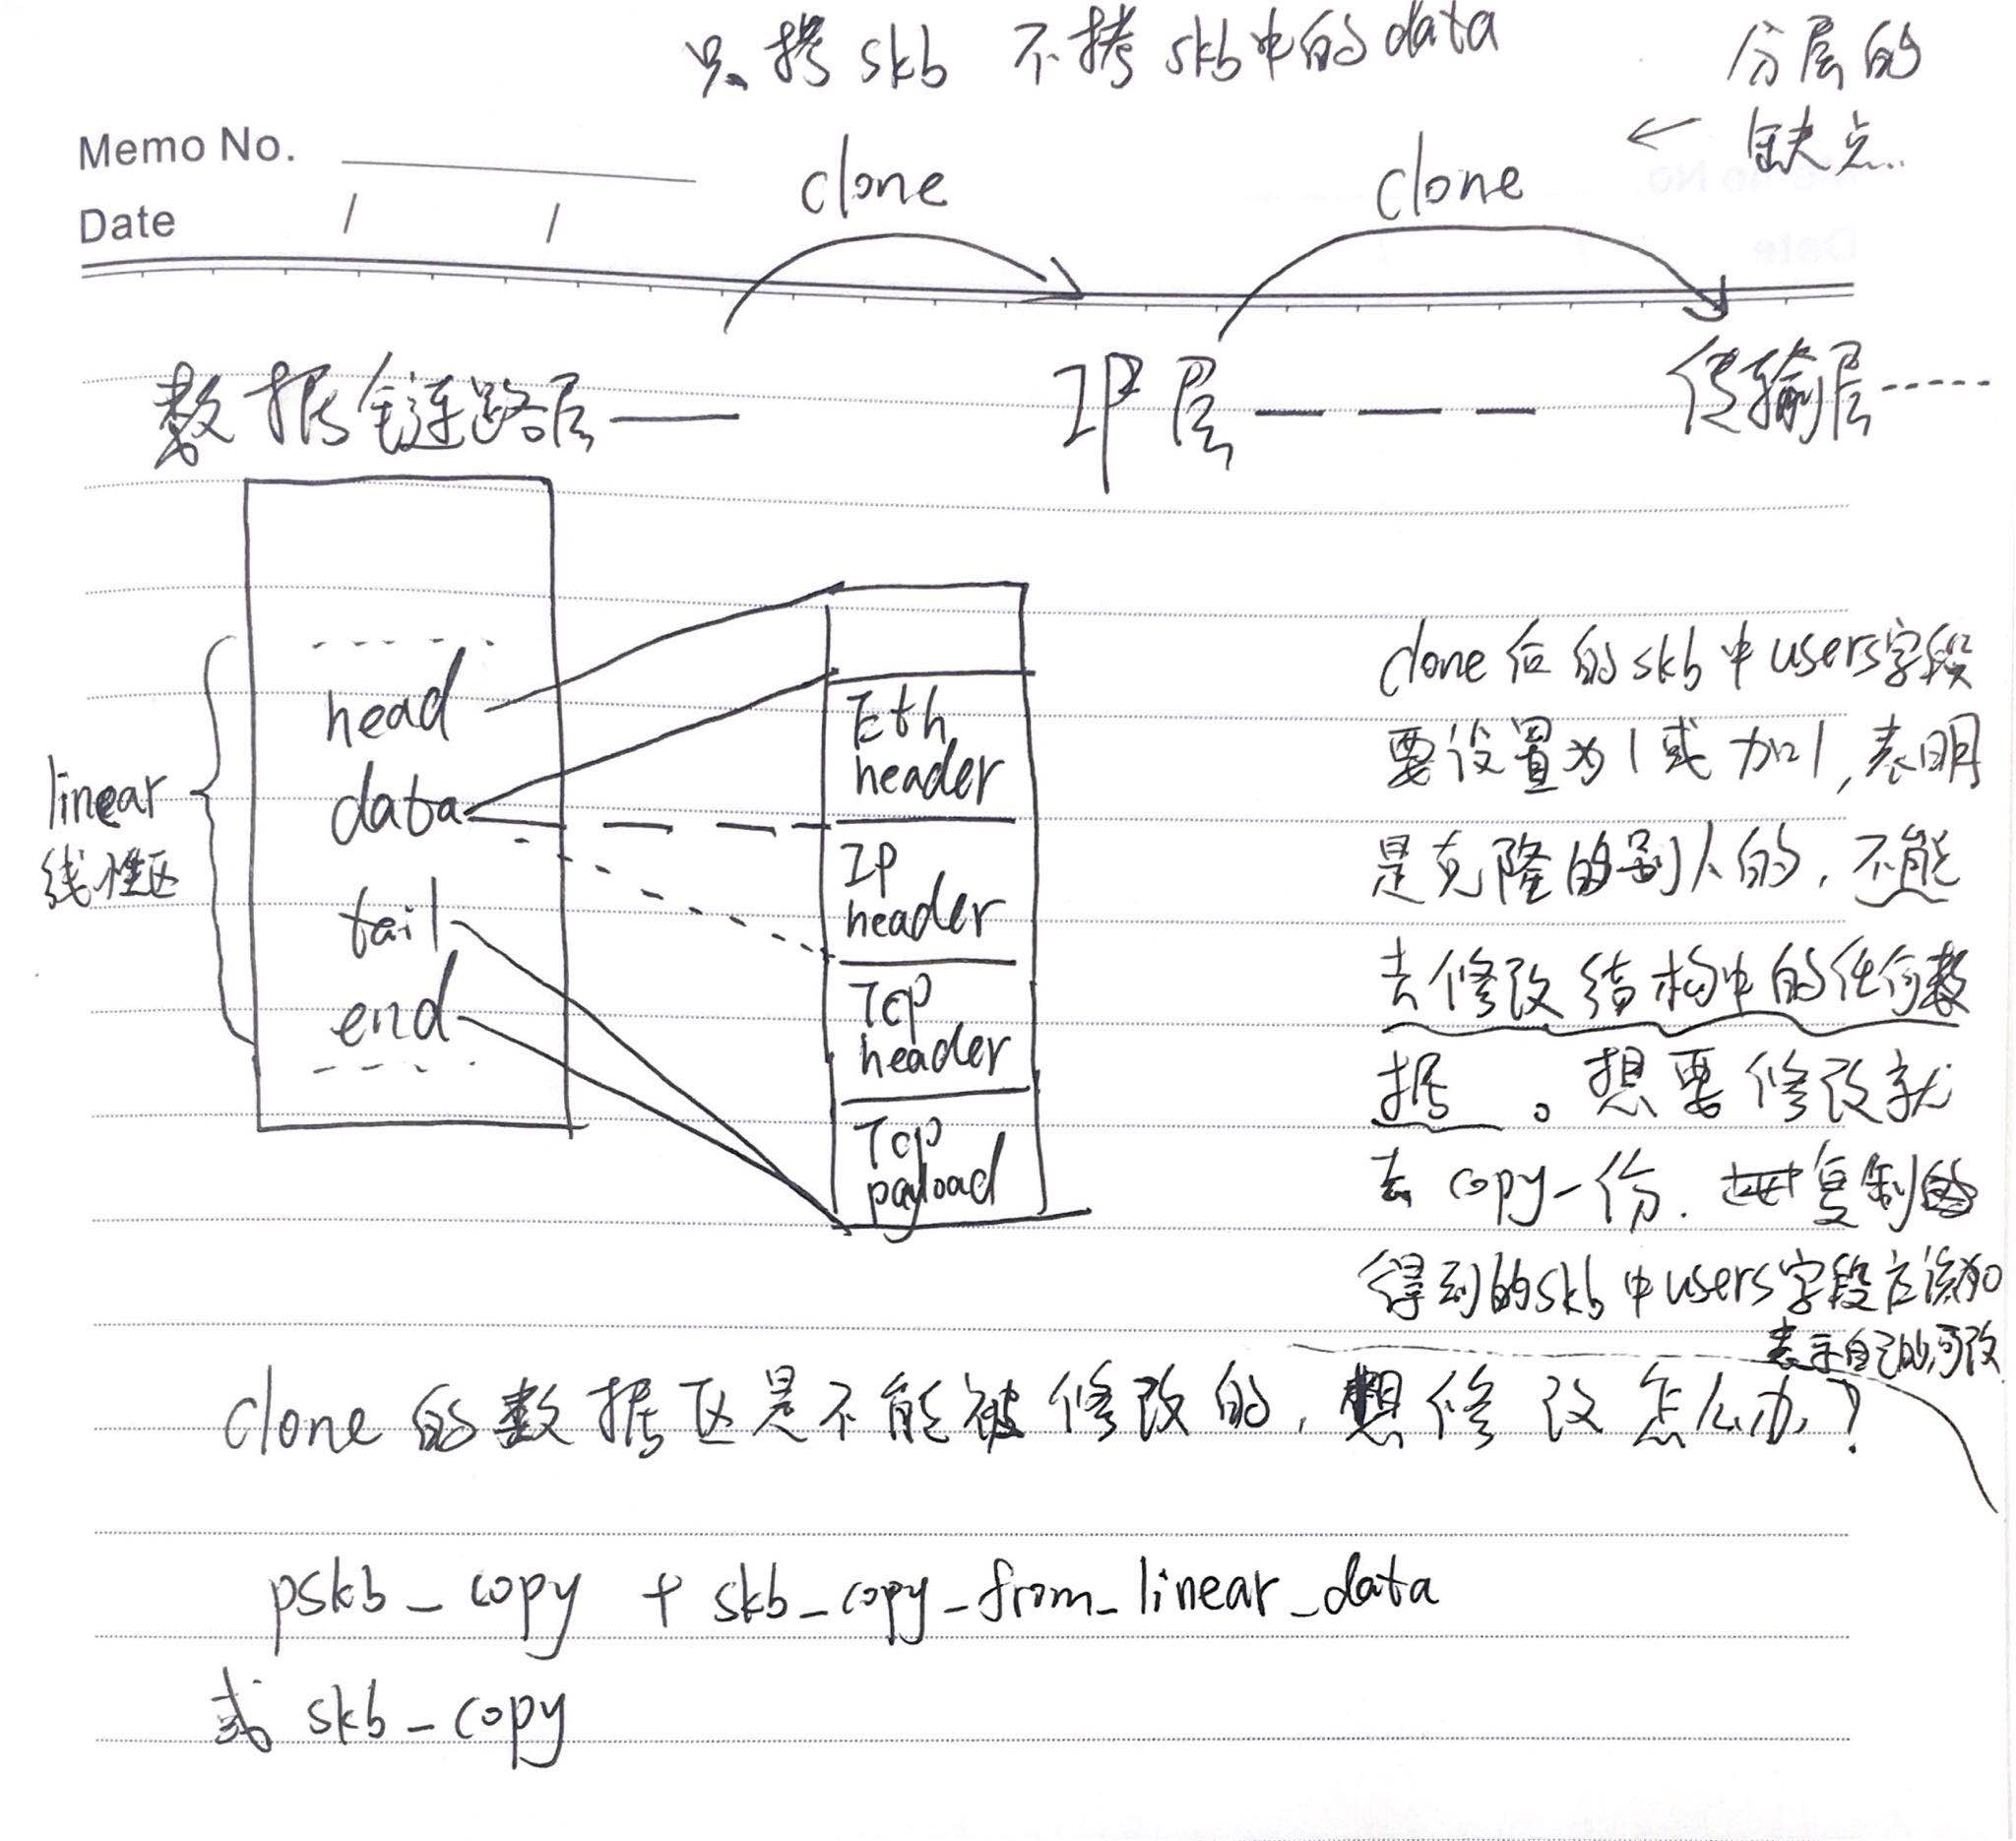 只拷skb 不拷skb中的data
分层的
缺点..
←
Memo No.
Date / /
clone
clone
数据链路层——
IP层— — —
传输层-----
head
data
tail
end
linear
线性区
Eth
header
IP
header
TCP
header
TCP
payload
clone后的skb中users字段
要设置为1或加1,表明
是克隆的别人的,不能
去修改结构中的任何数
据。想要修改就
去copy一份.复制
得到的skb中users字段应该为0
表示自己的,可改
clone的数据区是不能被修改的,想修改怎么办?
pskb_copy + skb_copy_from_linear_data
或 skb_copy